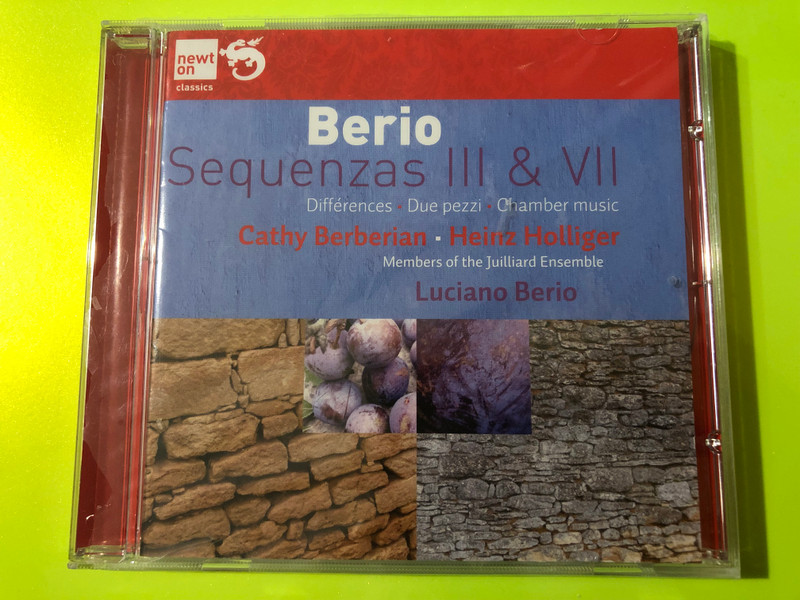 newt
on
classics
Berio
Sequenzas III & VII
Différences • Due pezzi • Chamber music
Cathy Berberian ▪ Heinz Holliger
Members of the Juilliard Ensemble
Luciano Berio